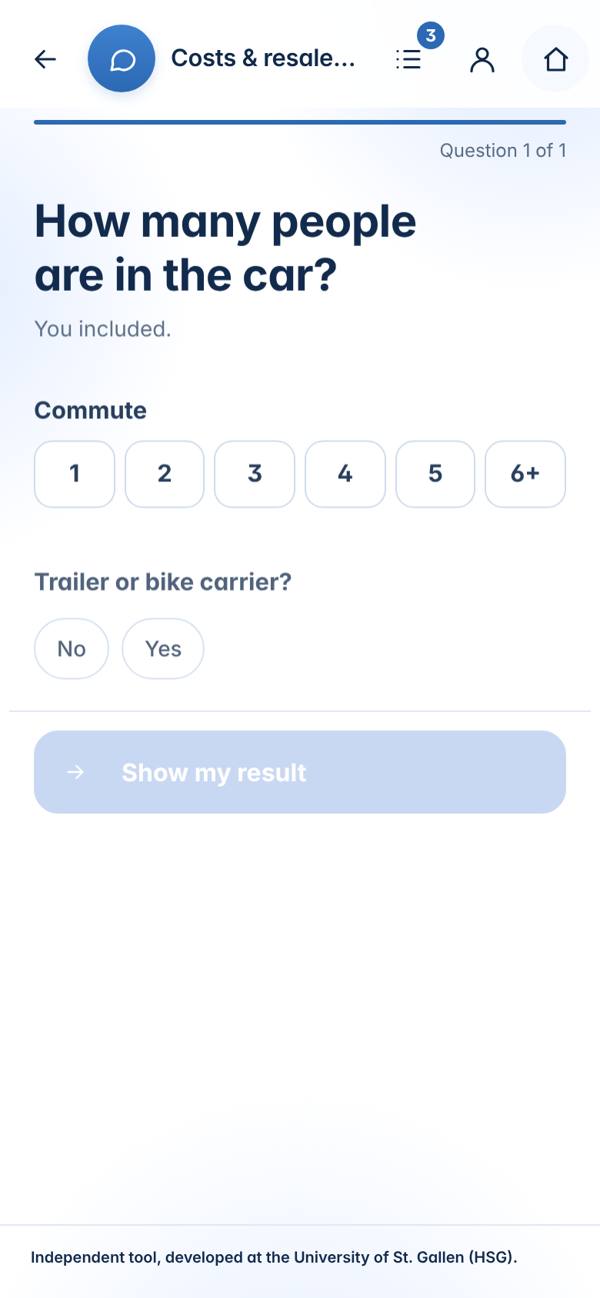 Costs & resale...
3
Question 1 of 1
How many people
are in the car?
You included.
Commute
1 2 3 4 5 6+
Trailer or bike carrier?
No Yes
Show my result
Independent tool, developed at the University of St. Gallen (HSG).